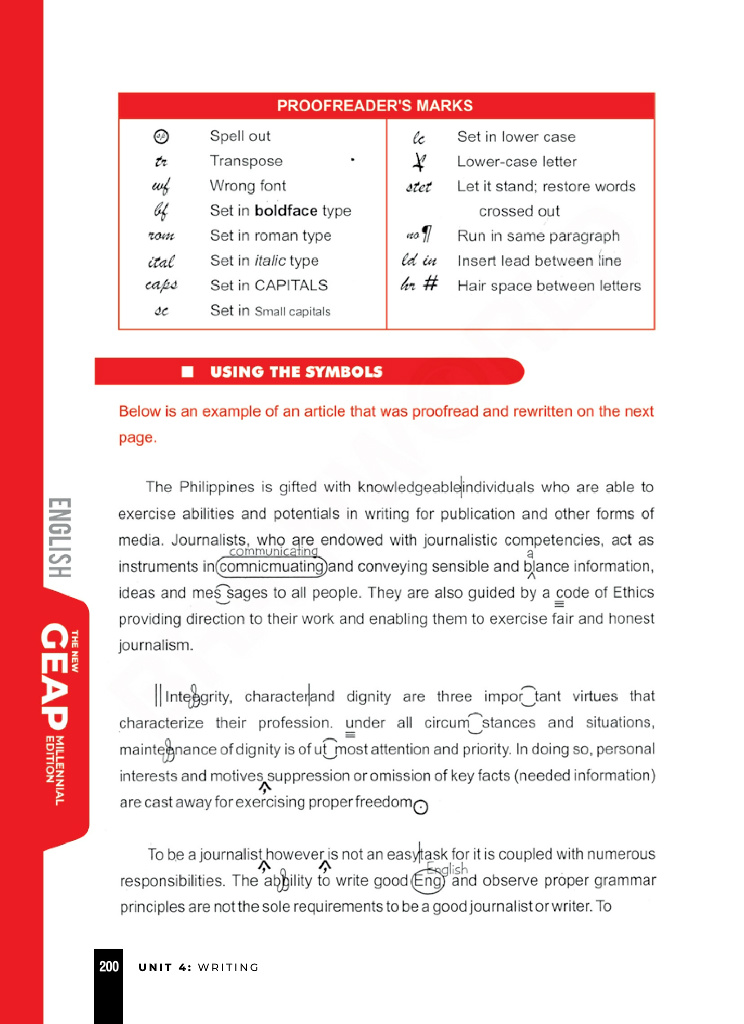 PROOFREADER'S MARKS
sp Spell out
tr Transpose
wf Wrong font
bf Set in boldface type
rom Set in roman type
ital Set in italic type
caps Set in CAPITALS
sc Set in Small capitals
lc Set in lower case
Lower-case letter
stet Let it stand; restore words
crossed out
no ¶ Run in same paragraph
ld in Insert lead between line
hr # Hair space between letters
■ USING THE SYMBOLS
Below is an example of an article that was proofread and rewritten on the next
page.
The Philippines is gifted with knowledgeable|individuals who are able to
exercise abilities and potentials in writing for publication and other forms of
media. Journalists, who are endowed with journalistic competencies, act as
communicating a
instruments in comnicmuating and conveying sensible and blance information,
ideas and mes sages to all people. They are also guided by a code of Ethics
providing direction to their work and enabling them to exercise fair and honest
journalism.
|| Integgrity, character|and dignity are three impor tant virtues that
characterize their profession. under all circum stances and situations,
maintegnance of dignity is of ut most attention and priority. In doing so, personal
interests and motives suppression or omission of key facts (needed information)
are cast away for exercising proper freedom
To be a journalist however is not an easy|task for it is coupled with numerous
English
responsibilities. The abbility to write good Eng and observe proper grammar
principles are not the sole requirements to be a good journalist or writer. To
ENGLISH
THE NEW
GEAP
MILLENNIAL
EDITION
200 UNIT 4: WRITING